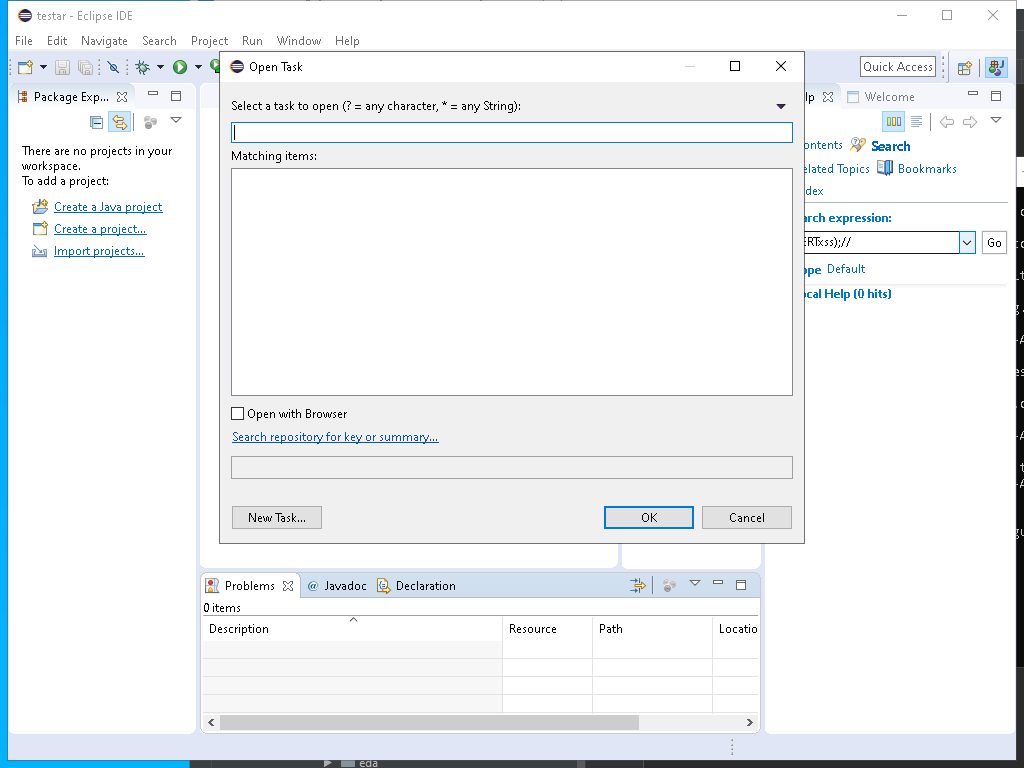 testar - Eclipse IDE
File Edit Navigate Search Project Run Window Help
Quick Access
Package Exp...
There are no projects in your
workspace.
To add a project:
Create a Java project
Create a project...
Import projects...
Open Task
Select a task to open (? = any character, * = any String):
Matching items:
Open with Browser
Search repository for key or summary...
New Task...
OK
Cancel
lp
Welcome
ontents
Search
elated Topics
Bookmarks
dex
arch expression:
ERTxss);//
Go
ope
Default
cal Help (0 hits)
Problems
@ Javadoc
Declaration
0 items
Description
Resource
Path
Locatio
eda